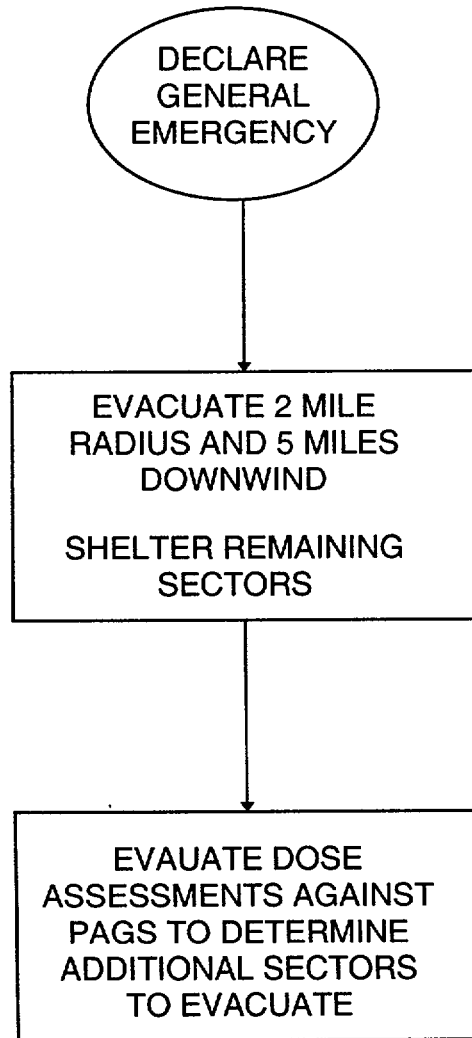 DECLARE
GENERAL
EMERGENCY
EVACUATE 2 MILE
RADIUS AND 5 MILES
DOWNWIND
SHELTER REMAINING
SECTORS
EVAUATE DOSE
ASSESSMENTS AGAINST
PAGS TO DETERMINE
ADDITIONAL SECTORS
TO EVACUATE